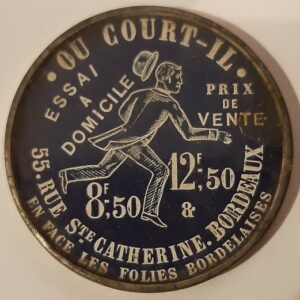 • OU COURT-IL •
ESSAI
A
DOMICILE
PRIX
DE
VENTE
8F,50 & 12F,50
55, RUE STE CATHERINE, BORDEAUX
EN FACE LES FOLIES BORDELAISES